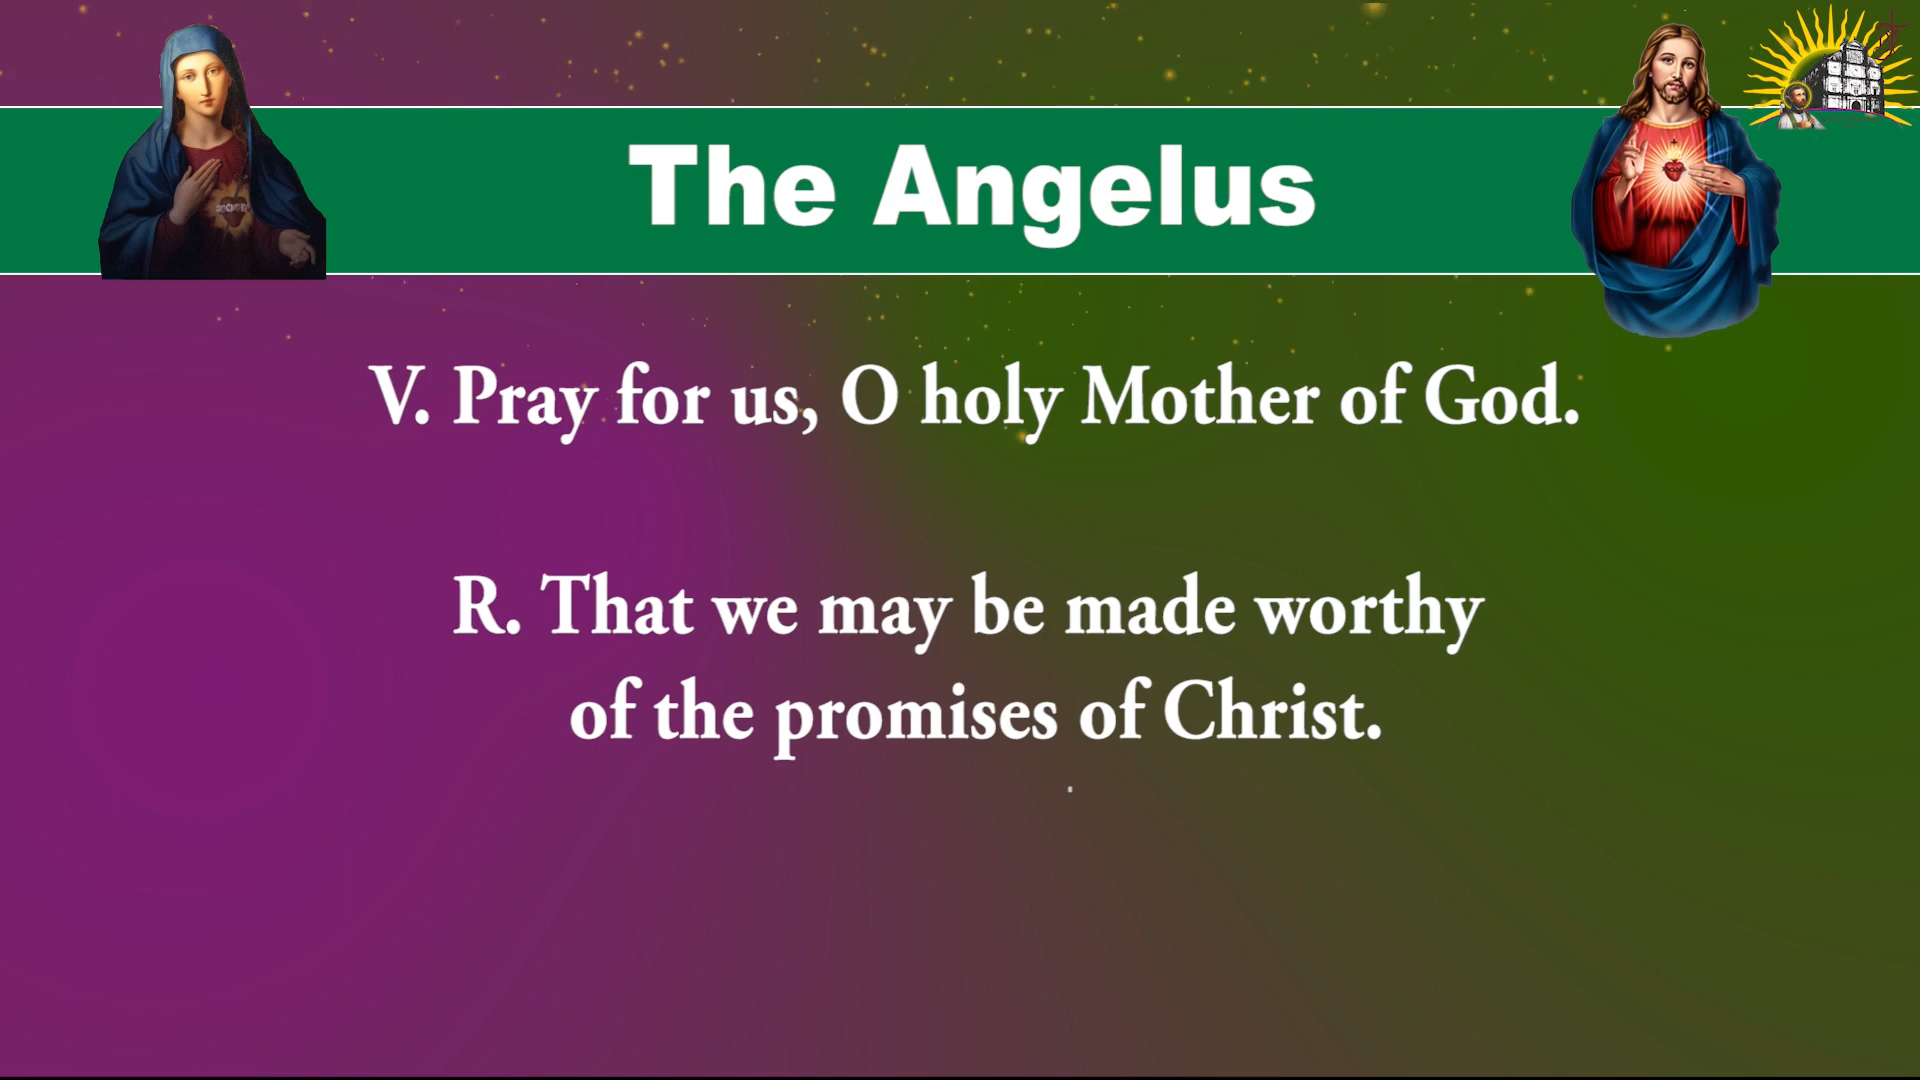 The Angelus
V. Pray for us, O holy Mother of God.
R. That we may be made worthy
of the promises of Christ.